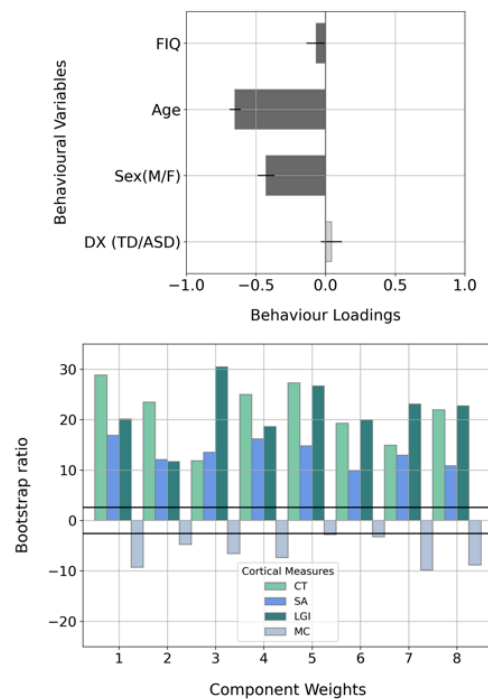 Behavioural Variables
FIQ
Age
Sex(M/F)
DX (TD/ASD)
−1.0 −0.5 0.0 0.5 1.0
Behaviour Loadings
Bootstrap ratio
30
20
10
0
−10
−20
Cortical Measures
CT
SA
LGI
MC
1 2 3 4 5 6 7 8
Component Weights